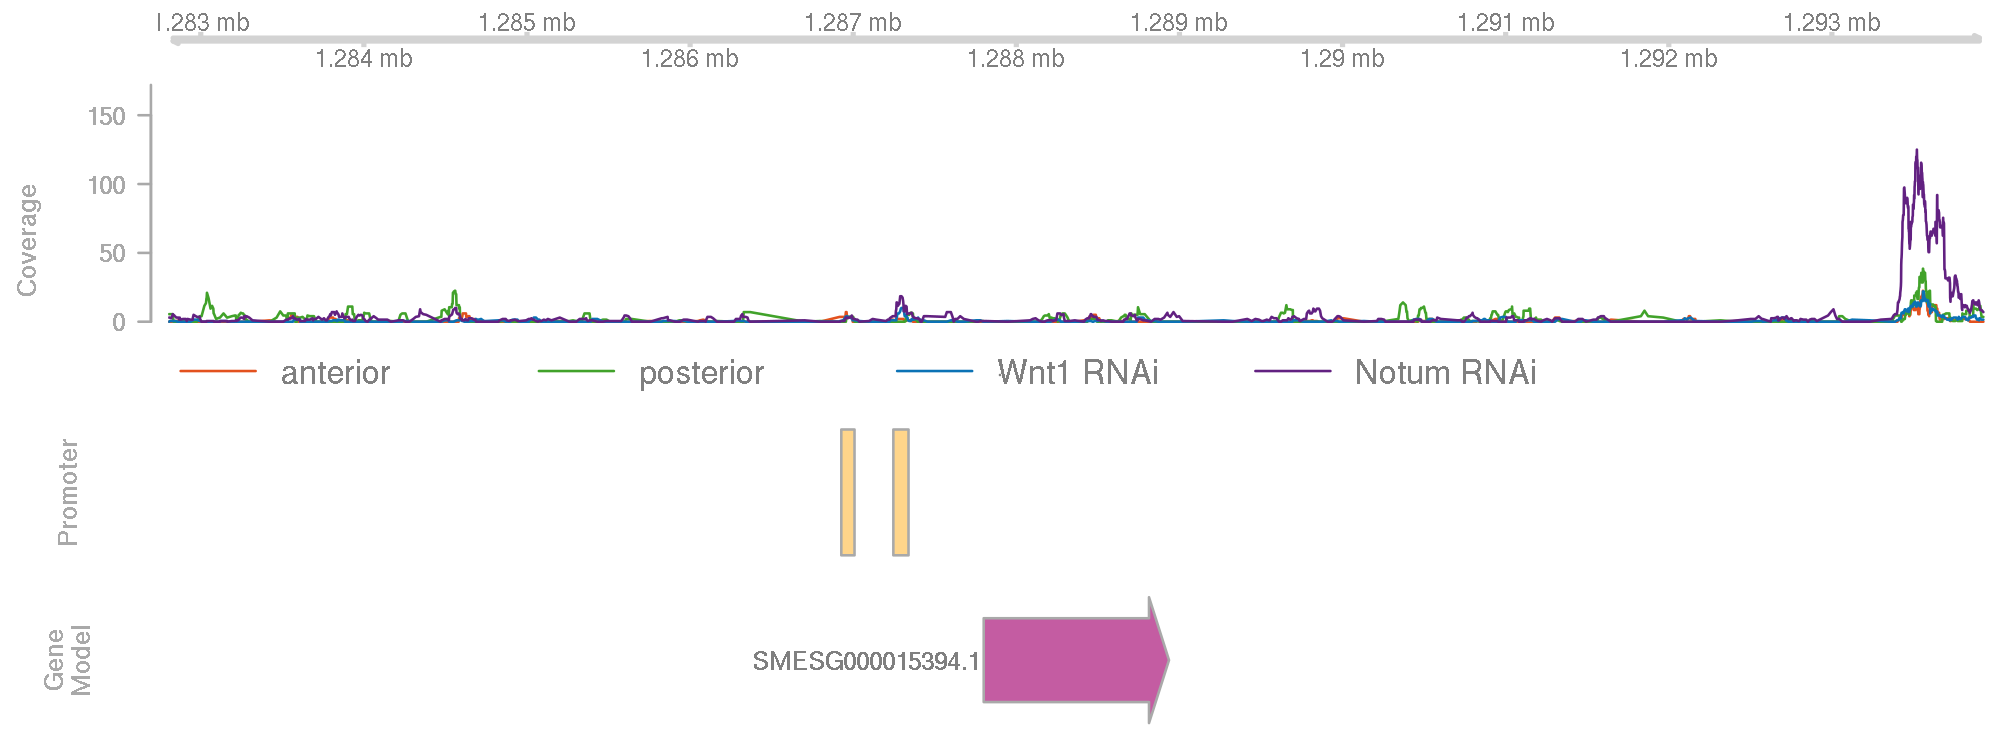 1.283 mb 1.285 mb 1.287 mb 1.289 mb 1.291 mb 1.293 mb
1.284 mb 1.286 mb 1.288 mb 1.29 mb 1.292 mb
150
100
50
0
Coverage
anterior posterior Wnt1 RNAi Notum RNAi
Promoter
Gene
Model
SMESG000015394.1